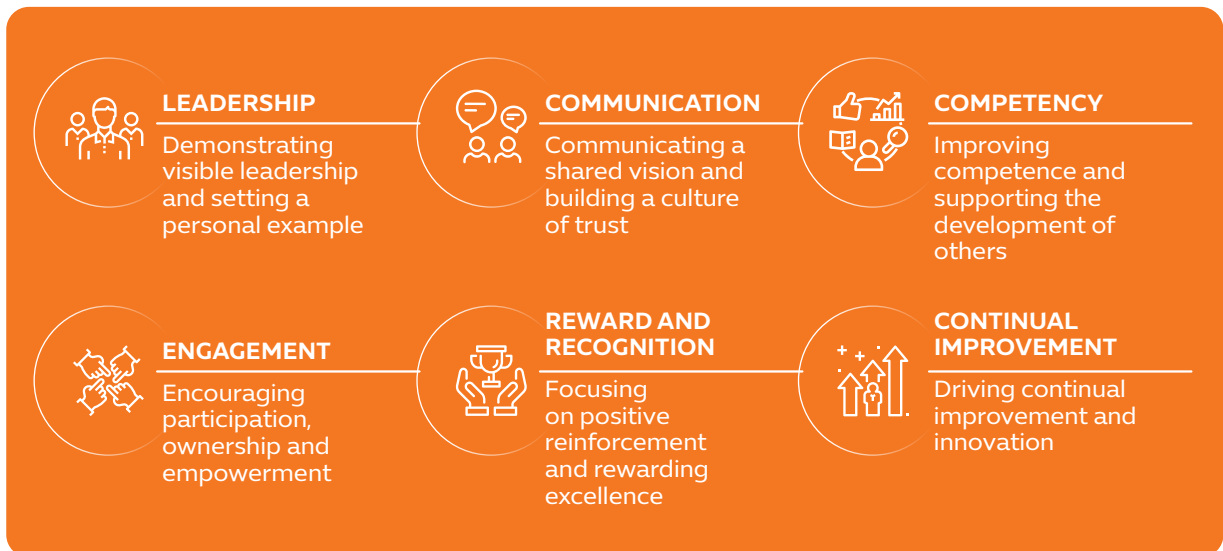 LEADERSHIP
Demonstrating
visible leadership
and setting a
personal example
COMMUNICATION
Communicating a
shared vision and
building a culture
of trust
COMPETENCY
Improving
competence and
supporting the
development of
others
ENGAGEMENT
Encouraging
participation,
ownership and
empowerment
REWARD AND
RECOGNITION
Focusing
on positive
reinforcement
and rewarding
excellence
CONTINUAL
IMPROVEMENT
Driving continual
improvement and
innovation